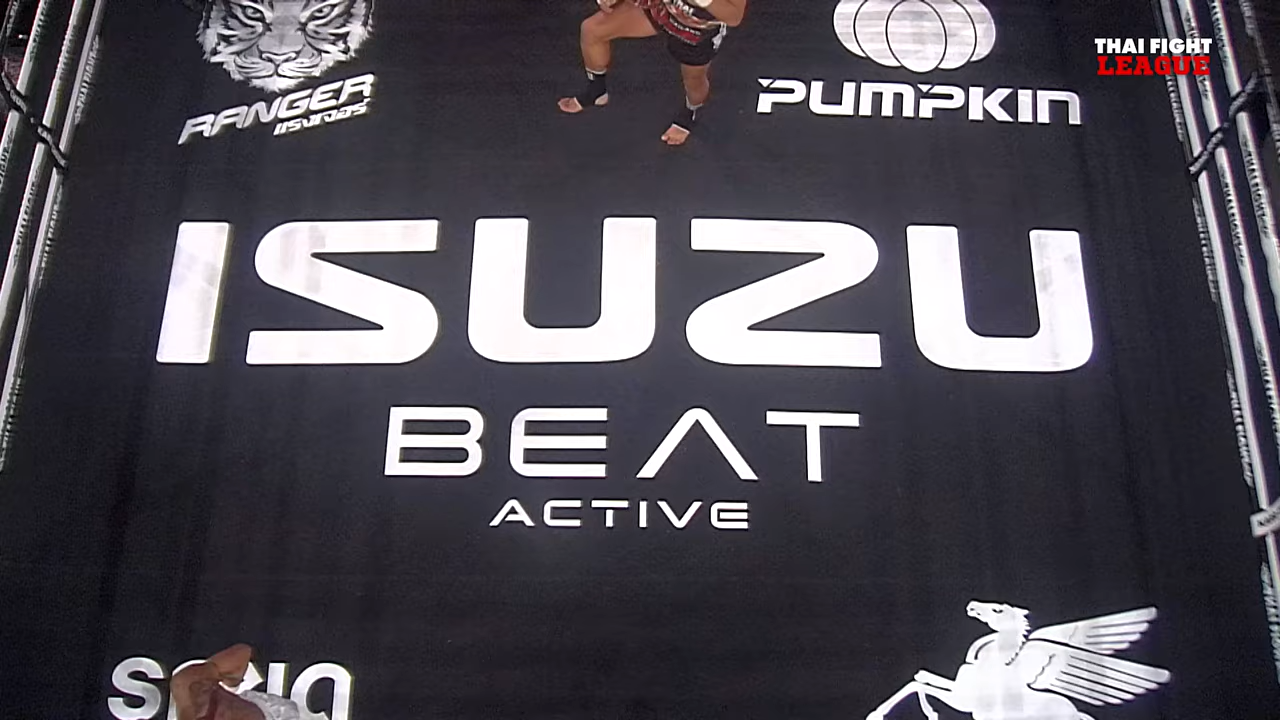 THAI FIGHT
LEAGUE
RANGER
PUMPKIN
ISUZU
BEAT
ACTIVE